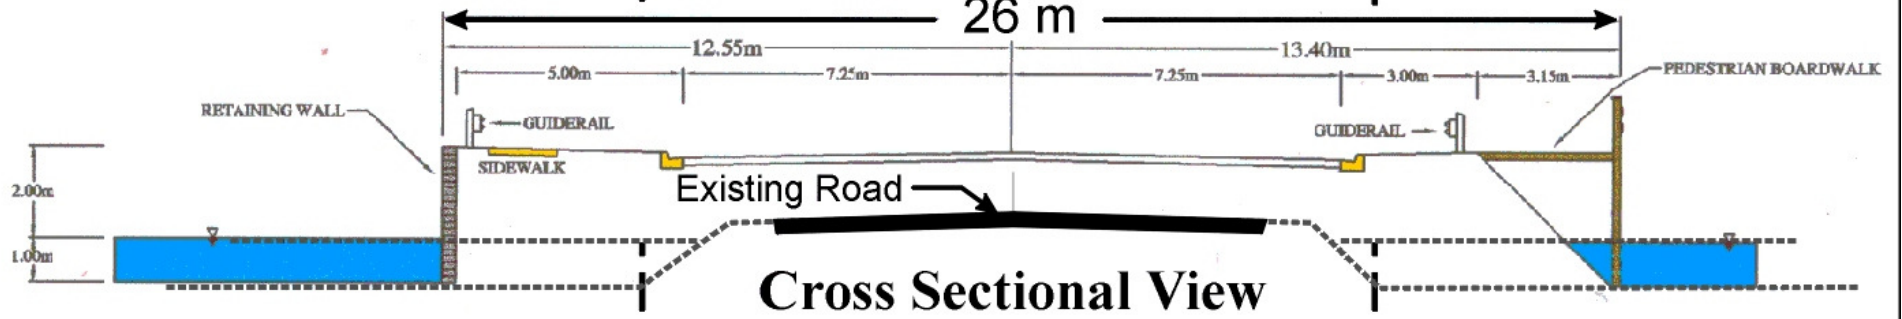 26 m
12.55m
13.40m
5.00m
7.25m
7.25m
3.00m
3.15m
PEDESTRIAN BOARDWALK
RETAINING WALL
GUIDERAIL
GUIDERAIL
SIDEWALK
2.00m
Existing Road
1.00m
Cross Sectional View